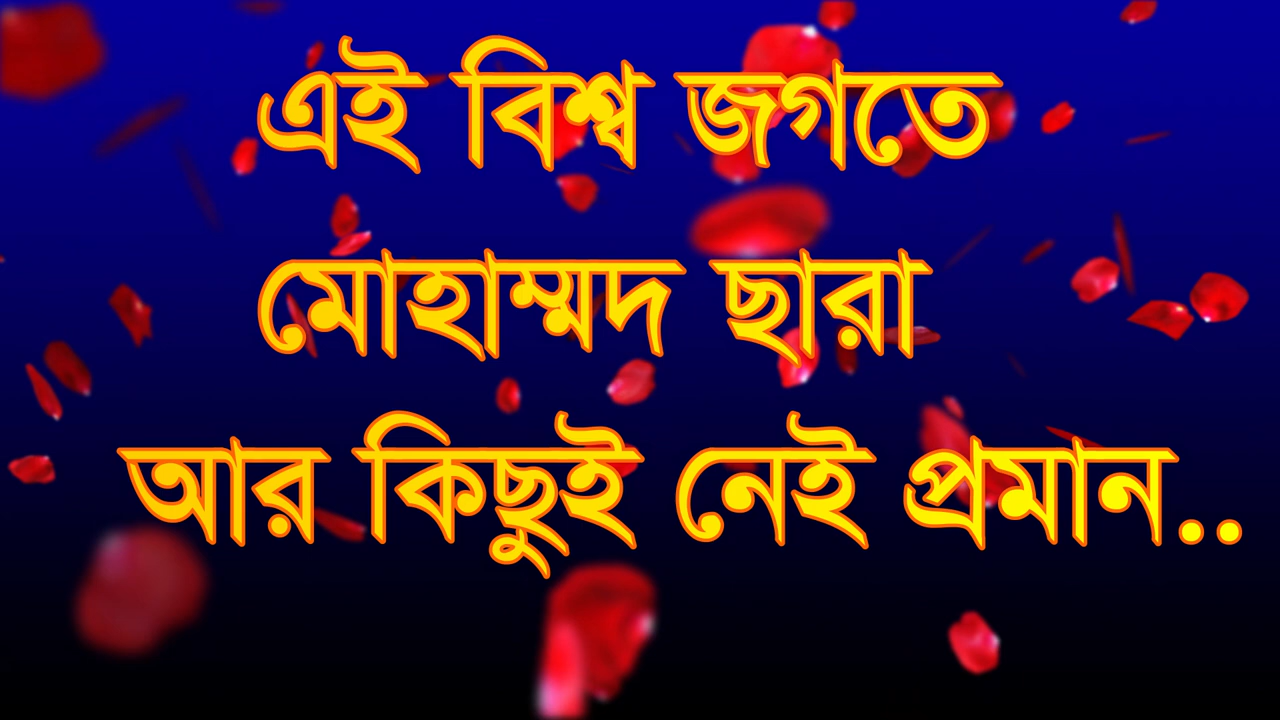 এই বিশ্ব জগতে
মোহাম্মদ ছারা
আর কিছুই নেই প্রমান..